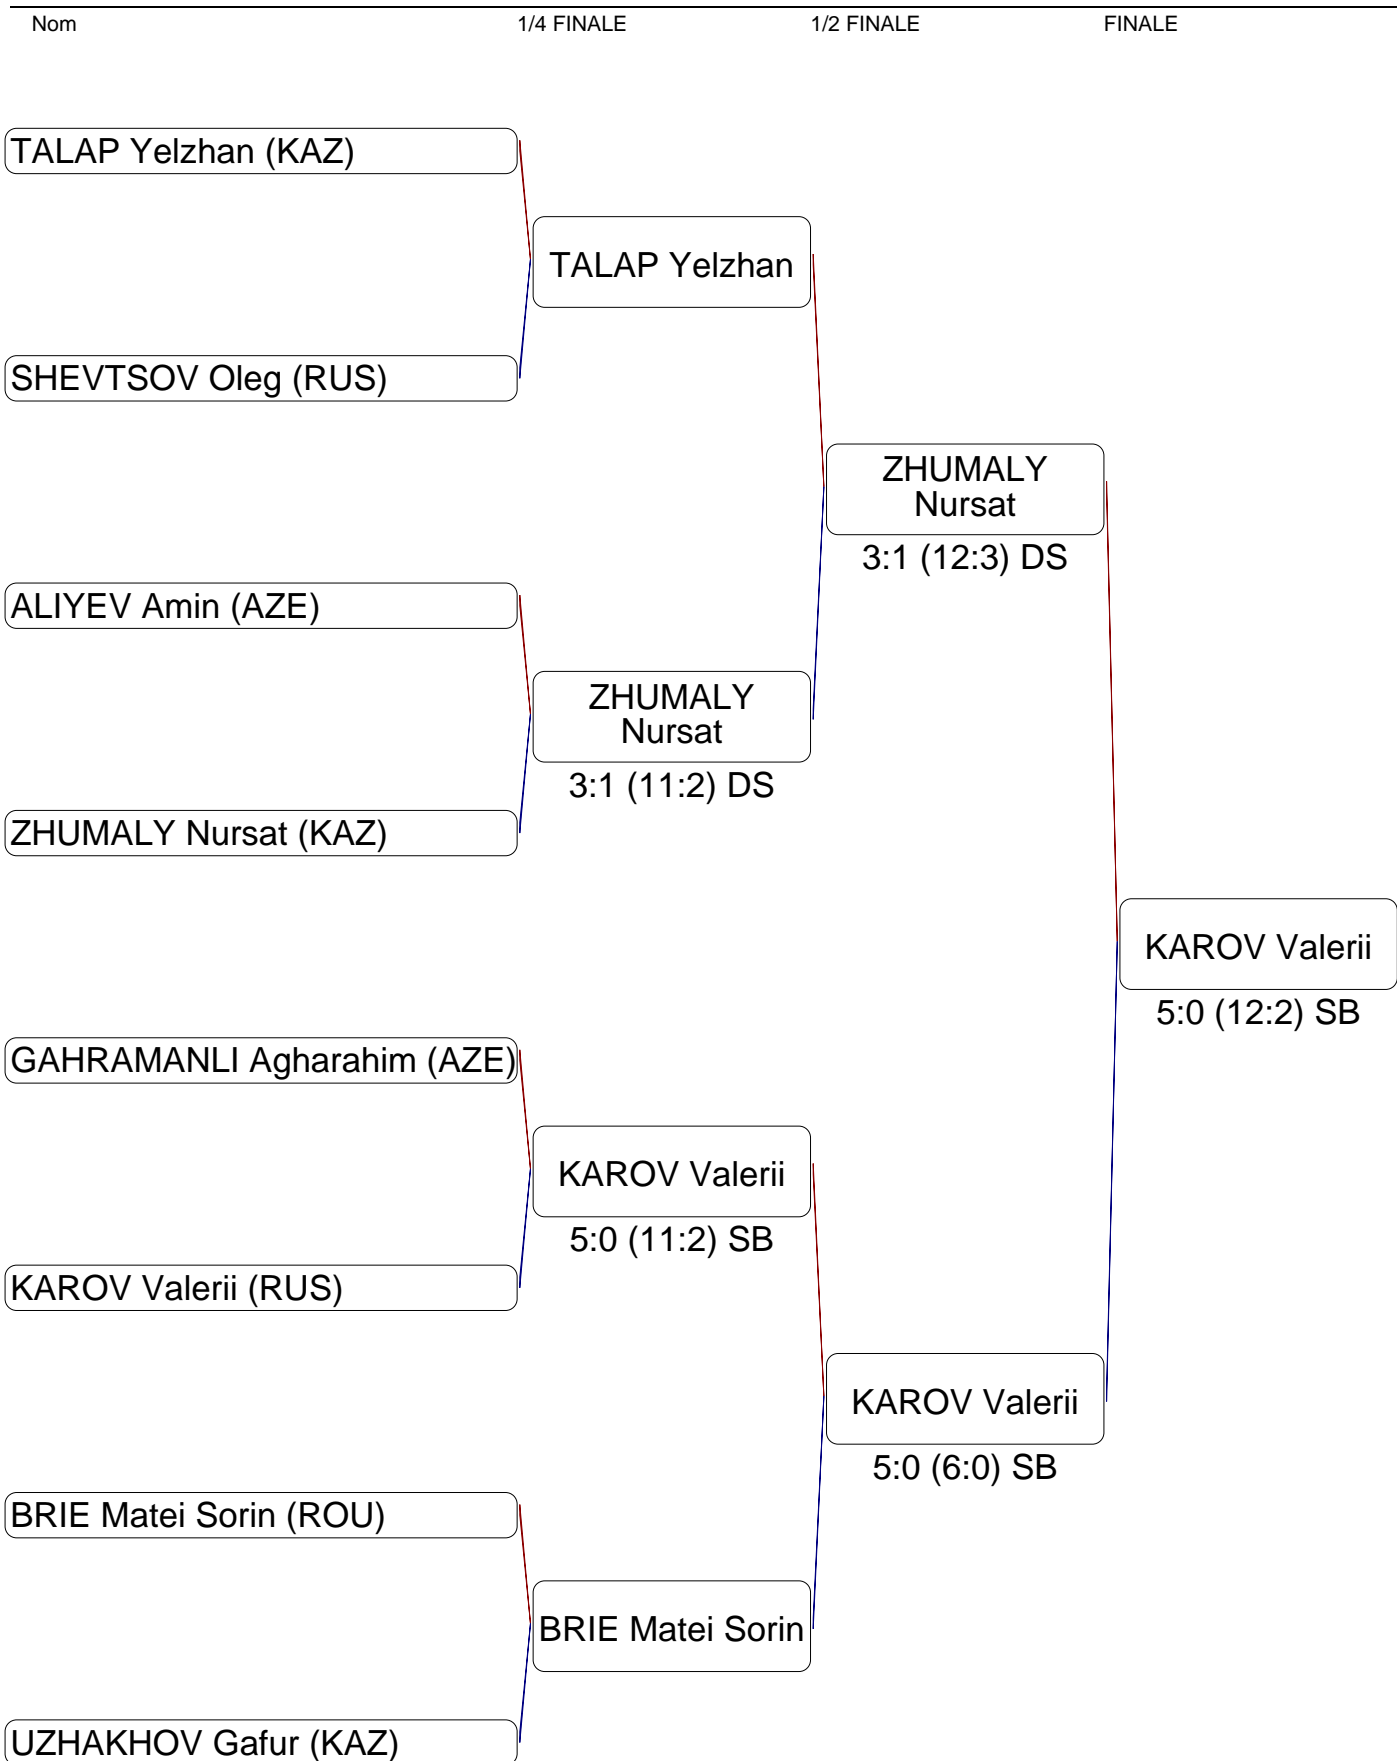 Nom 1/4 FINALE 1/2 FINALE FINALE
TALAP Yelzhan (KAZ)
TALAP Yelzhan
SHEVTSOV Oleg (RUS)
ZHUMALY
Nursat
3:1 (12:3) DS
ALIYEV Amin (AZE)
ZHUMALY
Nursat
3:1 (11:2) DS
ZHUMALY Nursat (KAZ)
KAROV Valerii
5:0 (12:2) SB
GAHRAMANLI Agharahim (AZE)
KAROV Valerii
5:0 (11:2) SB
KAROV Valerii (RUS)
KAROV Valerii
5:0 (6:0) SB
BRIE Matei Sorin (ROU)
BRIE Matei Sorin
UZHAKHOV Gafur (KAZ)